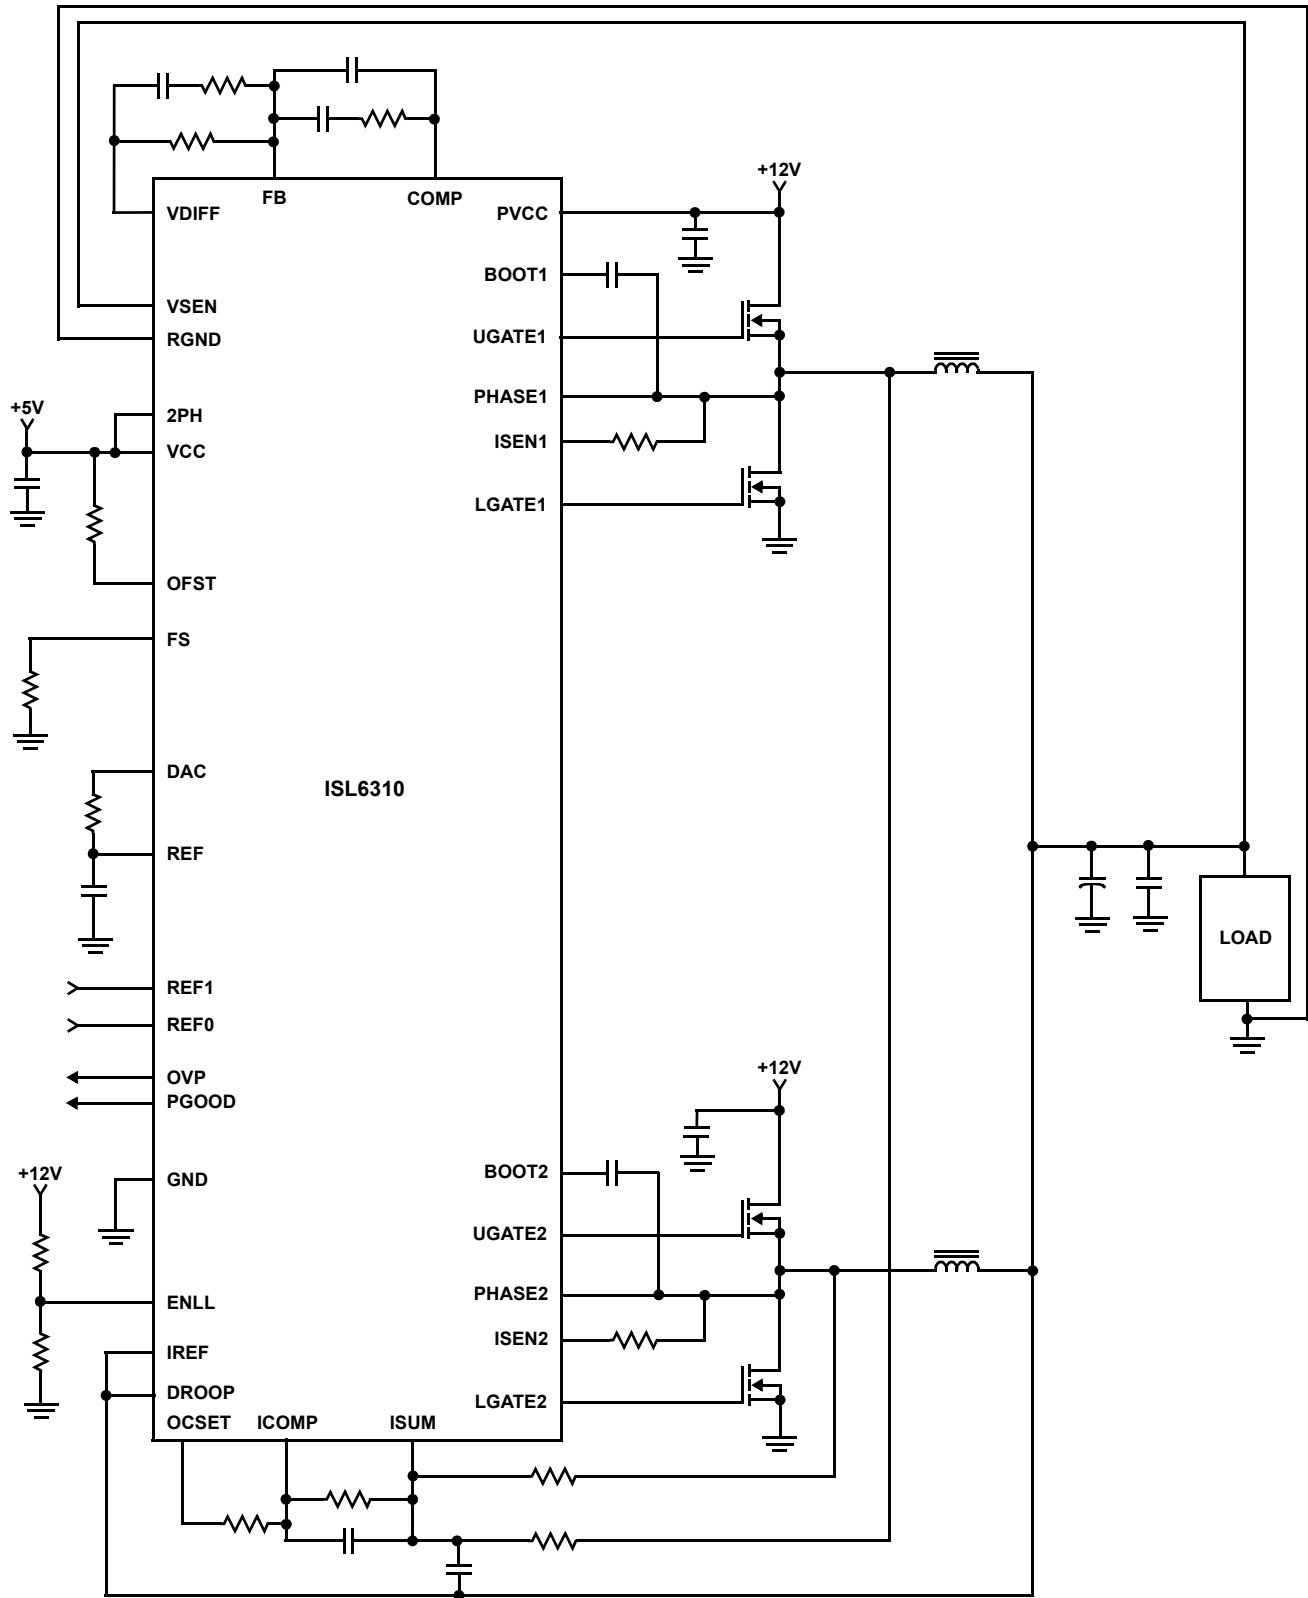 FB
COMP
+12V
VDIFF
PVCC
BOOT1
VSEN
RGND
UGATE1
PHASE1
+5V
2PH
VCC
ISEN1
LGATE1
OFST
FS
DAC
ISL6310
REF
LOAD
REF1
REF0
OVP
PGOOD
+12V
+12V
GND
BOOT2
UGATE2
PHASE2
ENLL
ISEN2
IREF
DROOP
LGATE2
OCSET
ICOMP
ISUM